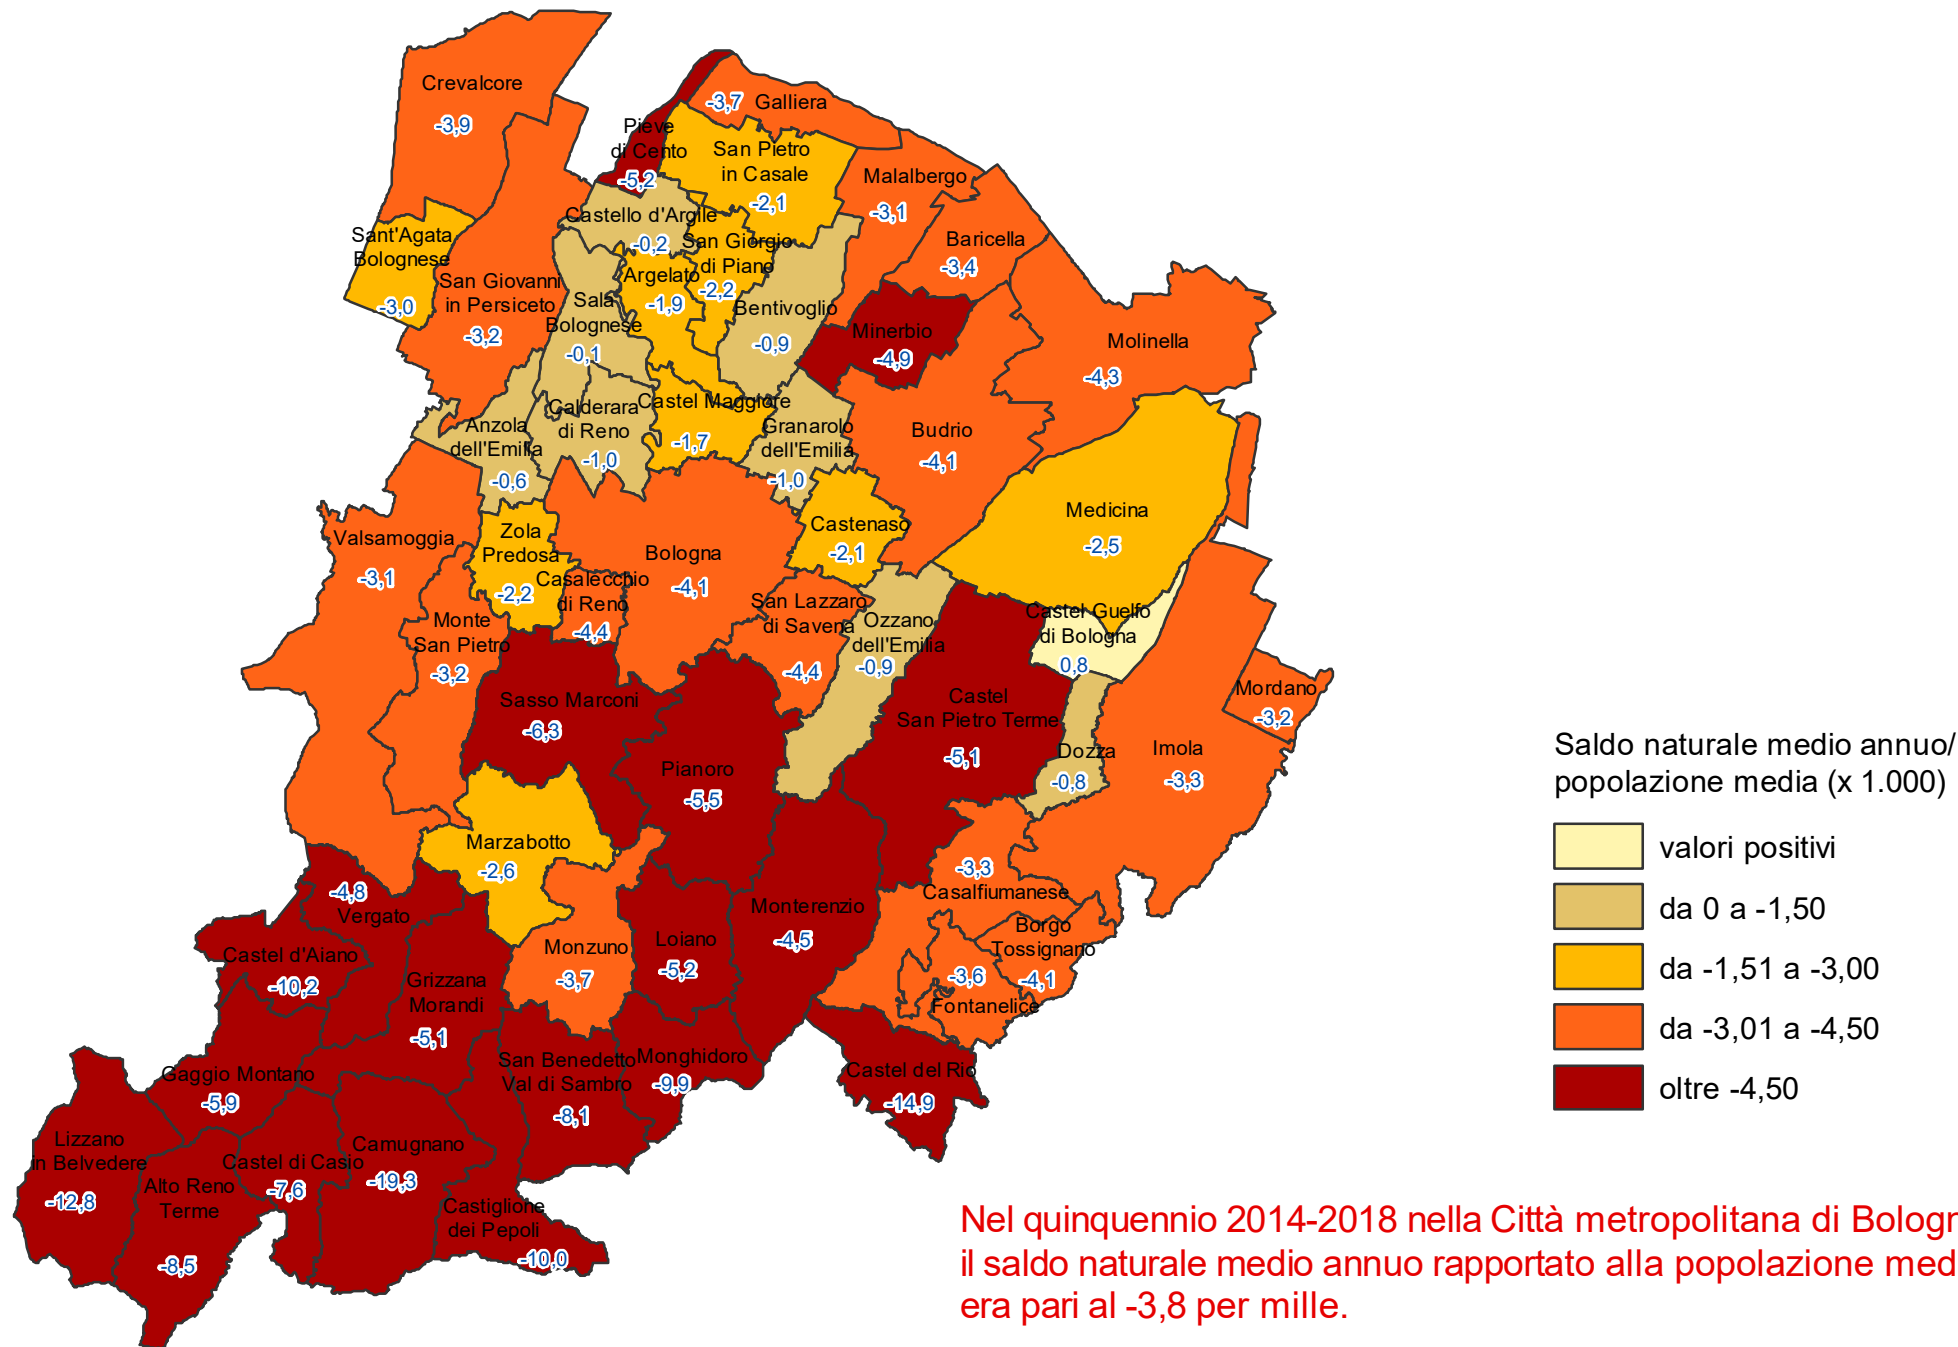 Crevalcore
-3,9
-3,7 Galliera
Pieve
di Cento
-5,2
San Pietro
in Casale
-2,1
Malalbergo
-3,1
Castello d'Argile
-0,2
Sant'Agata
Bolognese
-3,0
San Giorgio
di Piano
-2,2
Baricella
-3,4
San Giovanni
in Persiceto
-3,2
Argelato
-1,9
Sala
Bolognese
-0,1
Bentivoglio
-0,9
Minerbio
-4,9
Molinella
-4,3
Anzola
dell'Emilia
-0,6
Calderara
di Reno
-1,0
Castel Maggiore
-1,7
Granarolo
dell'Emilia
-1,0
Budrio
-4,1
Medicina
-2,5
Valsamoggia
-3,1
Zola
Predosa
-2,2
Bologna
-4,1
Castenaso
-2,1
Casalecchio
di Reno
-4,4
Monte
San Pietro
-3,2
San Lazzaro
di Savena
-4,4
Ozzano
dell'Emilia
-0,9
Castel Guelfo
di Bologna
0,8
Sasso Marconi
-6,3
Castel
San Pietro Terme
-5,1
Mordano
-3,2
Pianoro
-5,5
Dozza
-0,8
Imola
-3,3
Marzabotto
-2,6
-3,3
Casalfiumanese
-4,8
Vergato
Monterenzio
-4,5
Borgo
Tossignano
-4,1
Castel d'Aiano
-10,2
Monzuno
-3,7
Loiano
-5,2
-3,6
Fontanelice
Grizzana
Morandi
-5,1
San Benedetto
Val di Sambro
-8,1
Monghidoro
-9,9
Castel del Rio
-14,9
Gaggio Montano
-5,9
Lizzano
in Belvedere
-12,8
Alto Reno
Terme
-8,5
Castel di Casio
-7,6
Camugnano
-19,3
Castiglione
dei Pepoli
-10,0
Saldo naturale medio annuo/
popolazione media (x 1.000)
valori positivi
da 0 a -1,50
da -1,51 a -3,00
da -3,01 a -4,50
oltre -4,50
Nel quinquennio 2014-2018 nella Città metropolitana di Bologn
il saldo naturale medio annuo rapportato alla popolazione med
era pari al -3,8 per mille.